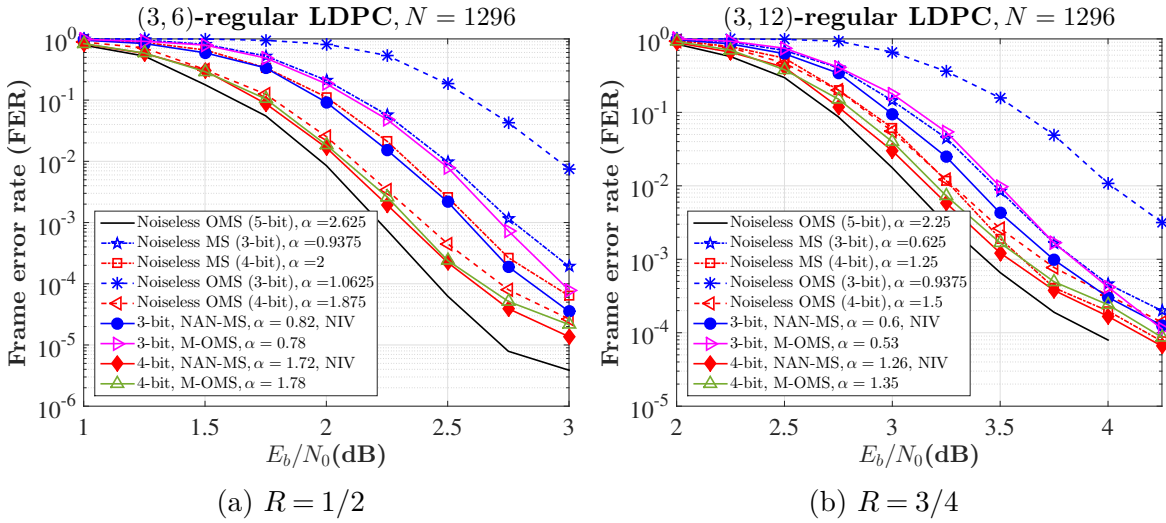 (3, 6)-regular LDPC, N = 1296
Frame error rate (FER)
10^0
10^-1
10^-2
10^-3
10^-4
10^-5
10^-6
Noiseless OMS (5-bit), α =2.625
Noiseless MS (3-bit), α =0.9375
Noiseless MS (4-bit), α =2
Noiseless OMS (3-bit), α =1.0625
Noiseless OMS (4-bit), α =1.875
3-bit, NAN-MS, α = 0.82, NIV
3-bit, M-OMS, α = 0.78
4-bit, NAN-MS, α = 1.72, NIV
4-bit, M-OMS, α = 1.78
1 1.5 2 2.5 3
E_b/N_0(dB)
(a) R = 1/2
(3, 12)-regular LDPC, N = 1296
Frame error rate (FER)
10^0
10^-1
10^-2
10^-3
10^-4
10^-5
Noiseless OMS (5-bit), α =2.25
Noiseless MS (3-bit), α =0.625
Noiseless MS (4-bit), α =1.25
Noiseless OMS (3-bit), α =0.9375
Noiseless OMS (4-bit), α =1.5
3-bit, NAN-MS, α = 0.6, NIV
3-bit, M-OMS, α = 0.53
4-bit, NAN-MS, α = 1.26, NIV
4-bit, M-OMS, α = 1.35
2 2.5 3 3.5 4
E_b/N_0(dB)
(b) R = 3/4